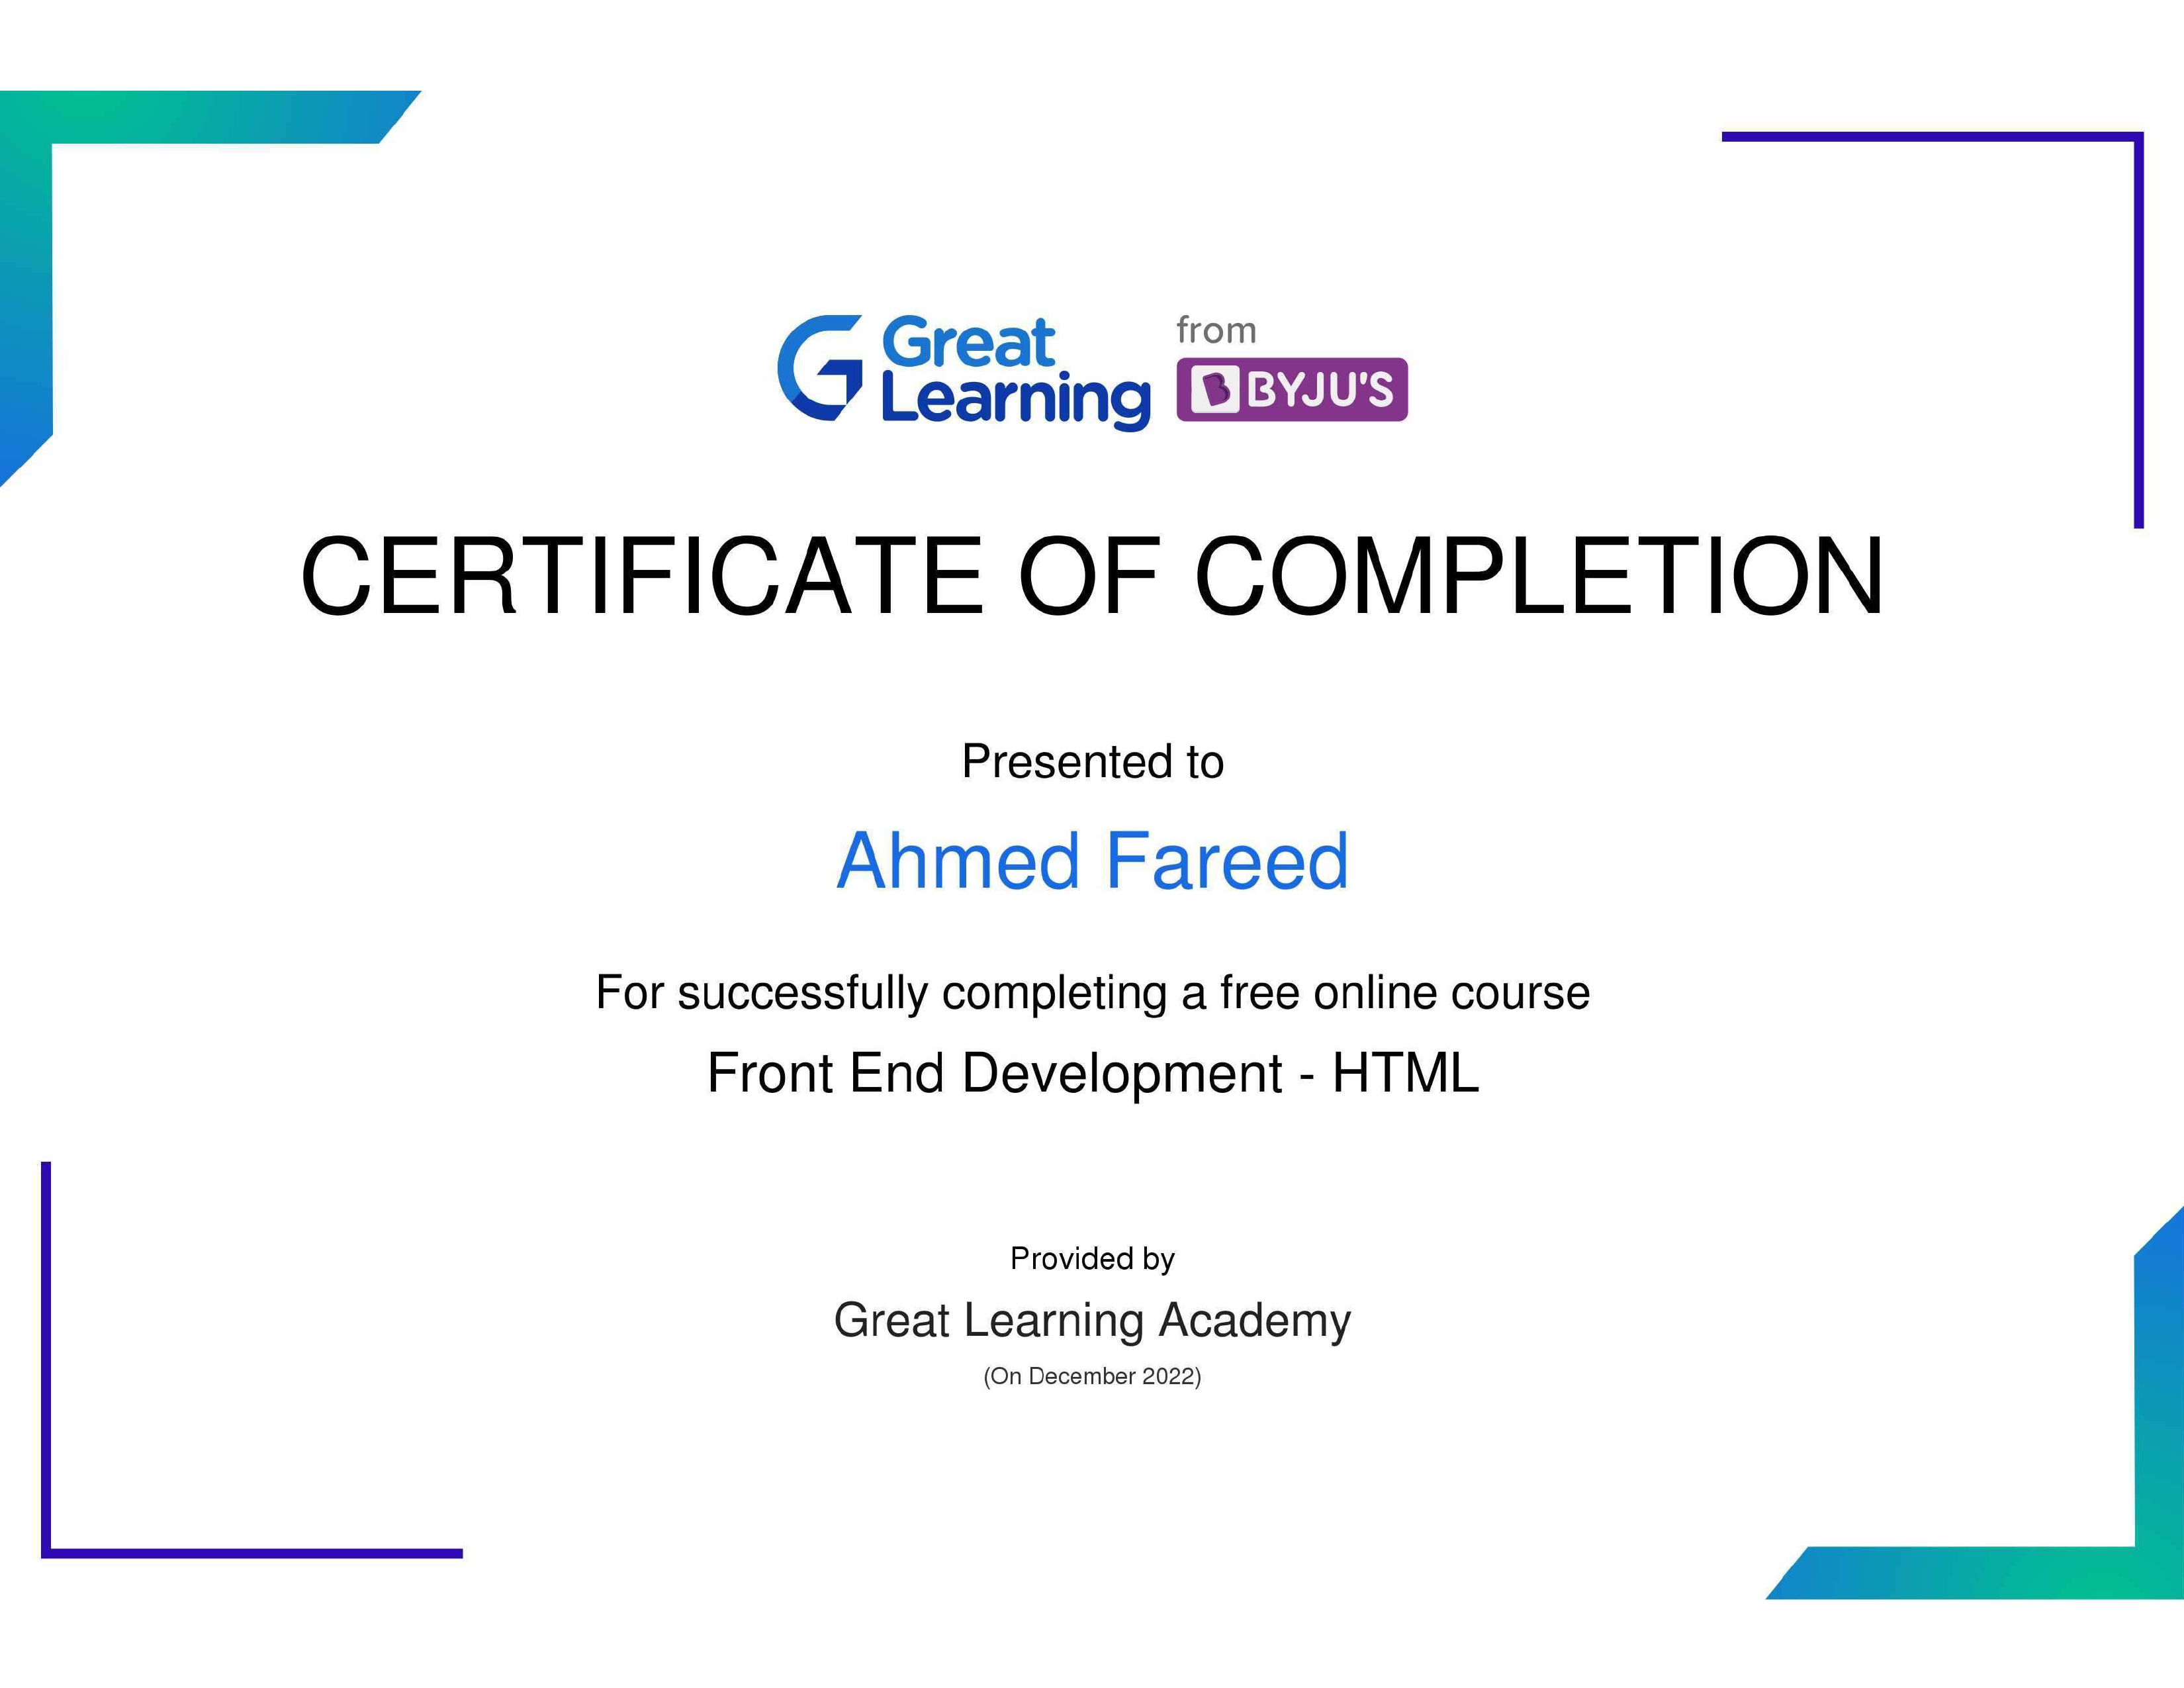 Great
Learning
from
BYJU'S
CERTIFICATE OF COMPLETION
Presented to
Ahmed Fareed
For successfully completing a free online course
Front End Development - HTML
Provided by
Great Learning Academy
(On December 2022)